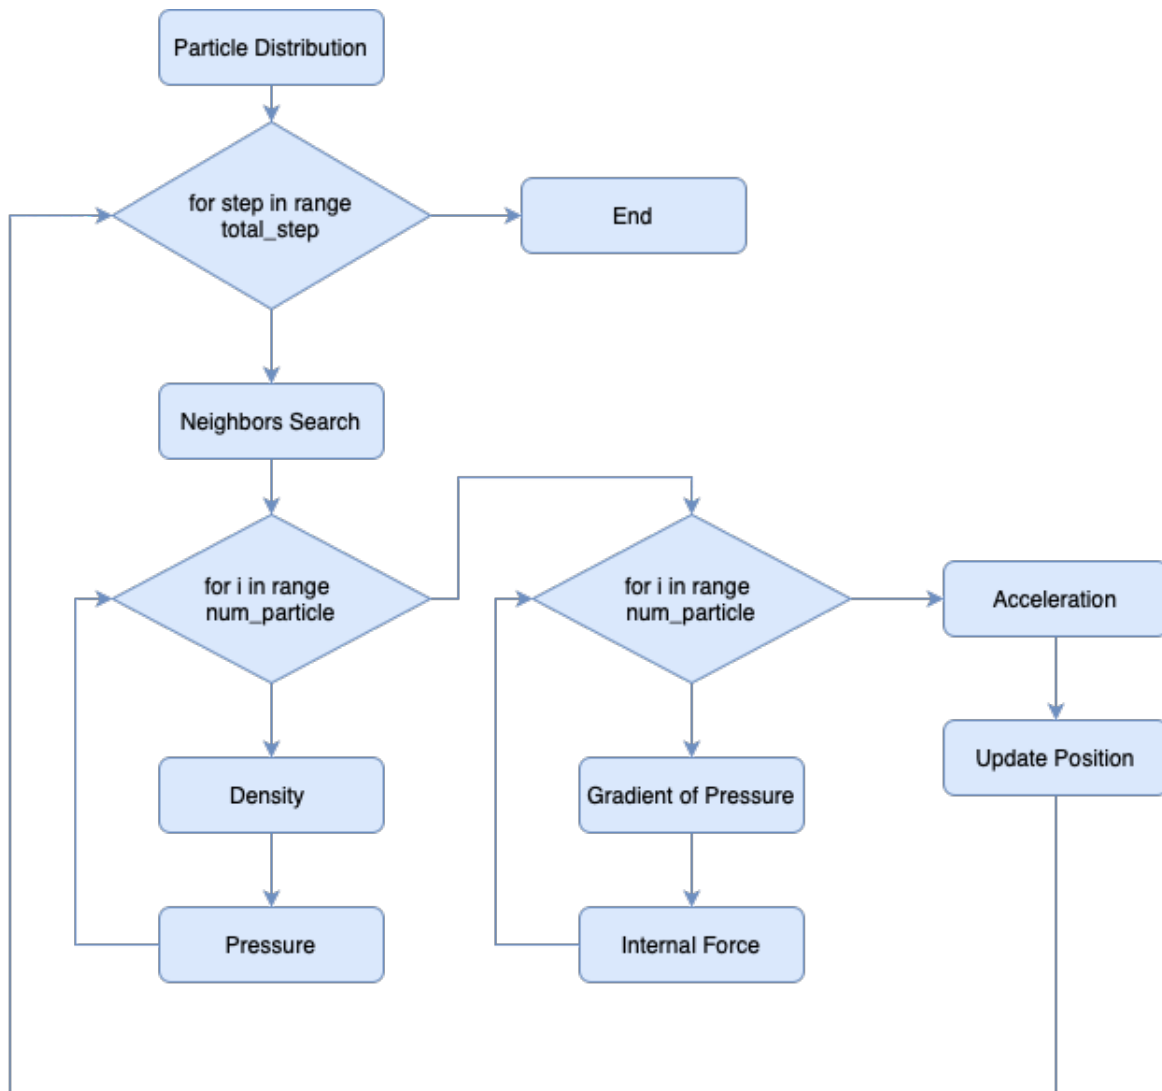 Particle Distribution
for step in range
total_step
End
Neighbors Search
for i in range
num_particle
for i in range
num_particle
Acceleration
Update Position
Density
Gradient of Pressure
Pressure
Internal Force